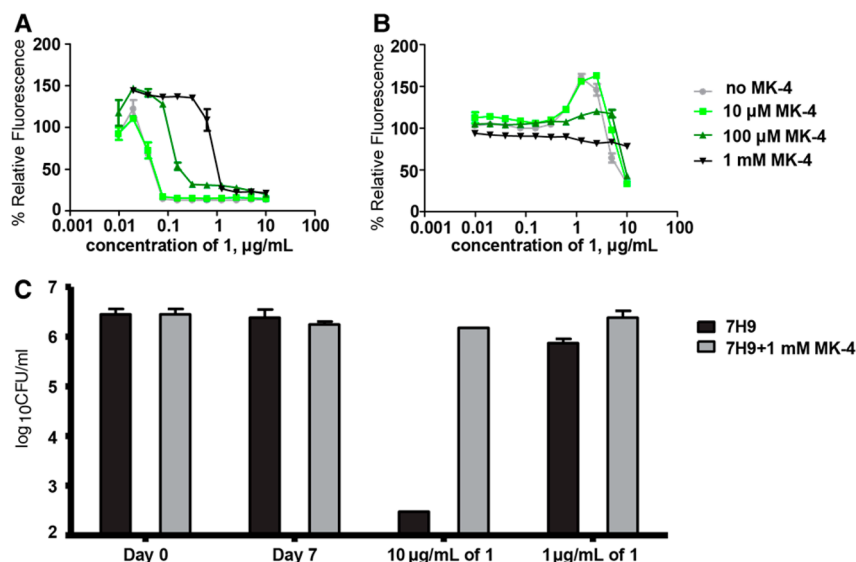 A
B
% Relative Fluorescence
200
150
100
50
0
0.001 0.01 0.1 1 10 100
concentration of 1, µg/mL
% Relative Fluorescence
200
150
100
50
0
0.001 0.01 0.1 1 10 100
concentration of 1, µg/mL
no MK-4
10 µM MK-4
100 µM MK-4
1 mM MK-4
C
log10CFU/ml
7
6
5
4
3
2
Day 0 Day 7 10 µg/mL of 1 1µg/mL of 1
7H9
7H9+1 mM MK-4